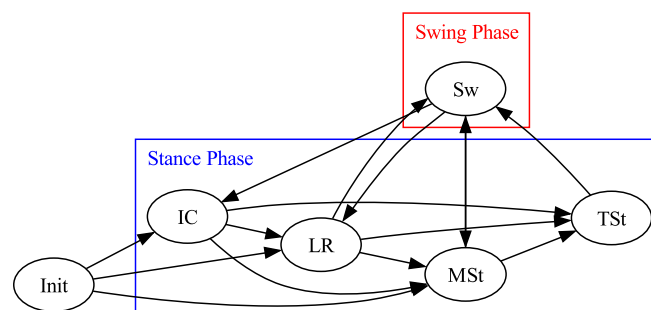 Swing Phase
Sw
Stance Phase
IC
TSt
LR
MSt
Init